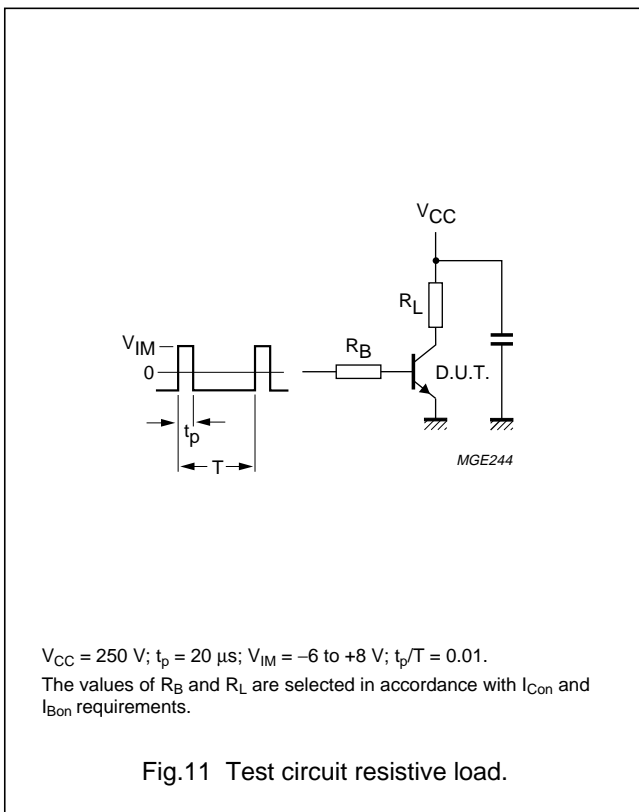 VCC
RL
VIM
RB
0
D.U.T.
tp
T
MGE244
VCC = 250 V; tp = 20 μs; VIM = −6 to +8 V; tp/T = 0.01.
The values of RB and RL are selected in accordance with ICon and
IBon requirements.
Fig.11 Test circuit resistive load.